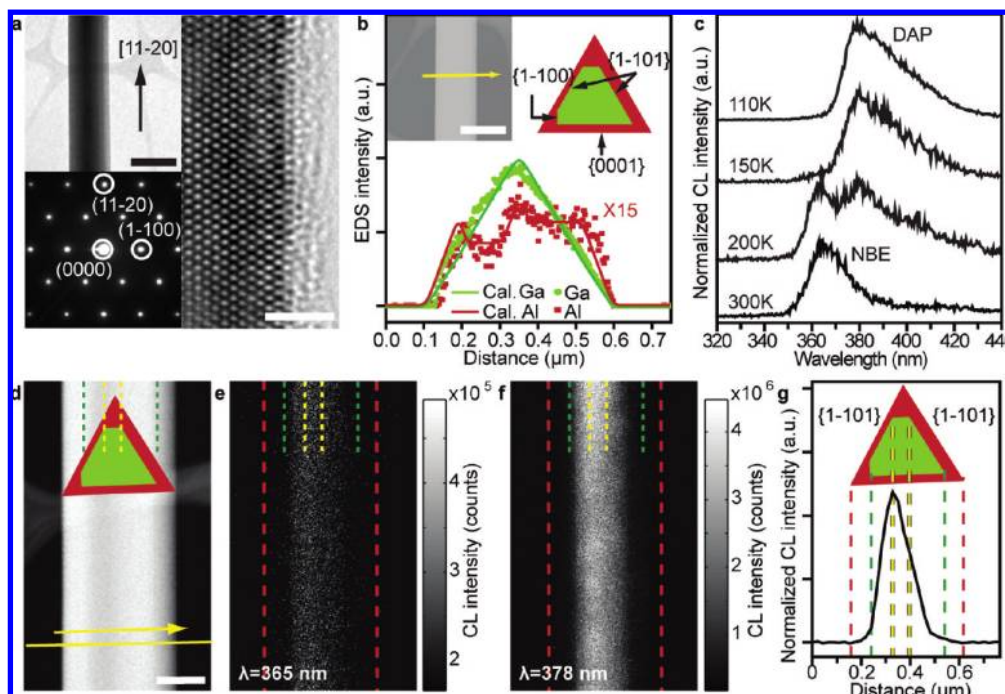 a
[11-20]
(11-20)
(1-100)
(0000)
b
EDS intensity (a.u.)
{1-100}
{1-101}
{0001}
X15
Cal. Ga
Ga
Cal. Al
Al
0.0 0.1 0.2 0.3 0.4 0.5 0.6 0.7
Distance (μm)
c
Normalized CL intensity (a.u.)
DAP
110K
150K
200K
NBE
300K
320 340 360 380 400 420 44
Wavelength (nm)
d
e
λ=365 nm
x10⁵
CL intensity (counts)
4
3
2
f
λ=378 nm
x10⁶
CL intensity (counts)
4
3
2
1
g
Normalized CL intensity (a.u.)
{1-101}
{1-101}
0 0.2 0.4 0.6
Distance (μm)